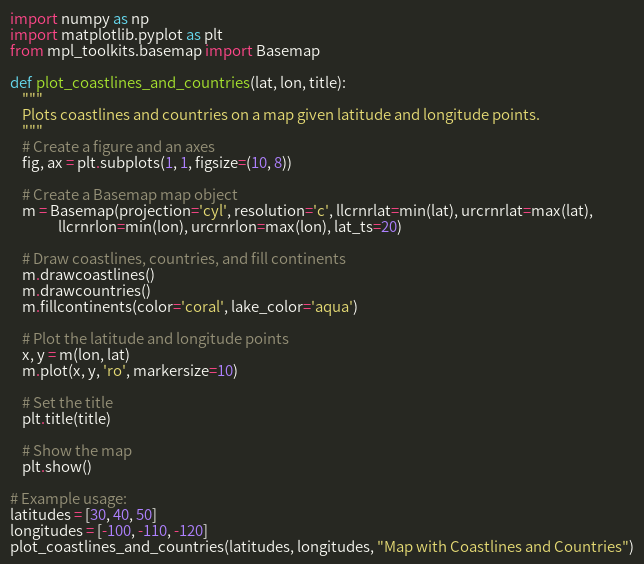 import numpy as np
import matplotlib.pyplot as plt
from mpl_toolkits.basemap import Basemap

def plot_coastlines_and_countries(lat, lon, title):
    """
    Plots coastlines and countries on a map given latitude and longitude points.
    """
    # Create a figure and an axes
    fig, ax = plt.subplots(1, 1, figsize=(10, 8))

    # Create a Basemap map object
    m = Basemap(projection='cyl', resolution='c', llcrnrlat=min(lat), urcrnrlat=max(lat),
                llcrnrlon=min(lon), urcrnrlon=max(lon), lat_ts=20)

    # Draw coastlines, countries, and fill continents
    m.drawcoastlines()
    m.drawcountries()
    m.fillcontinents(color='coral', lake_color='aqua')

    # Plot the latitude and longitude points
    x, y = m(lon, lat)
    m.plot(x, y, 'ro', markersize=10)

    # Set the title
    plt.title(title)

    # Show the map
    plt.show()

# Example usage:
latitudes = [30, 40, 50]
longitudes = [-100, -110, -120]
plot_coastlines_and_countries(latitudes, longitudes, "Map with Coastlines and Countries")